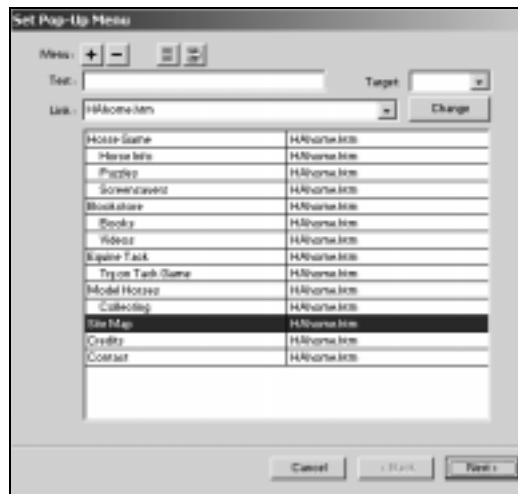 Set Pop-Up Menu
Menu: + −
Text:
Target:
Link: HAhome.htm
Change
Horse Game HAhome.htm
Horse Info HAhome.htm
Puzzles HAhome.htm
Screensavers HAhome.htm
Bookstore HAhome.htm
Books HAhome.htm
Videos HAhome.htm
Equine Tack HAhome.htm
Try on Tack Game HAhome.htm
Model Horses HAhome.htm
Collecting HAhome.htm
Site Map HAhome.htm
Credits HAhome.htm
Contact HAhome.htm
Cancel < Back Next >